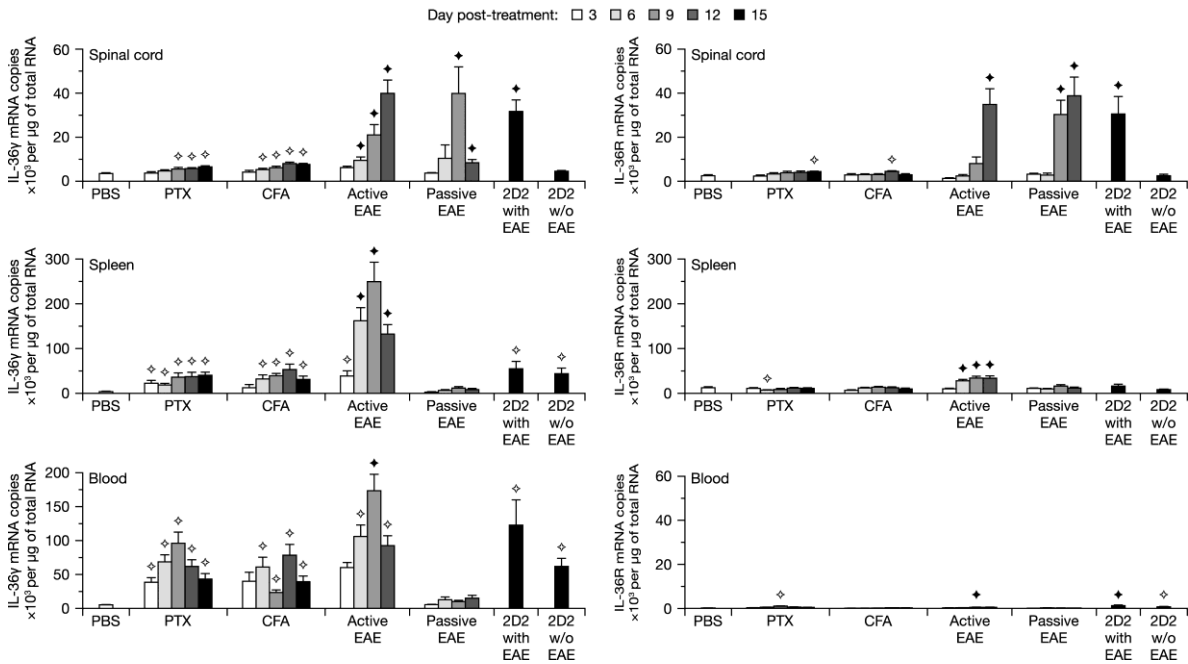 Day post-treatment: 3 6 9 12 15
IL-36γ mRNA copies
×10³ per µg of total RNA
Spinal cord
60
40
20
0
PBS PTX CFA Active EAE Passive EAE 2D2 with EAE 2D2 w/o EAE
IL-36R mRNA copies
×10³ per µg of total RNA
Spinal cord
60
40
20
0
PBS PTX CFA Active EAE Passive EAE 2D2 with EAE 2D2 w/o EAE
IL-36γ mRNA copies
×10³ per µg of total RNA
Spleen
300
200
100
0
PBS PTX CFA Active EAE Passive EAE 2D2 with EAE 2D2 w/o EAE
IL-36R mRNA copies
×10³ per µg of total RNA
Spleen
300
200
100
0
PBS PTX CFA Active EAE Passive EAE 2D2 with EAE 2D2 w/o EAE
IL-36γ mRNA copies
×10³ per µg of total RNA
Blood
200
150
100
50
0
PBS PTX CFA Active EAE Passive EAE 2D2 with EAE 2D2 w/o EAE
IL-36R mRNA copies
×10³ per µg of total RNA
Blood
60
40
20
0
PBS PTX CFA Active EAE Passive EAE 2D2 with EAE 2D2 w/o EAE